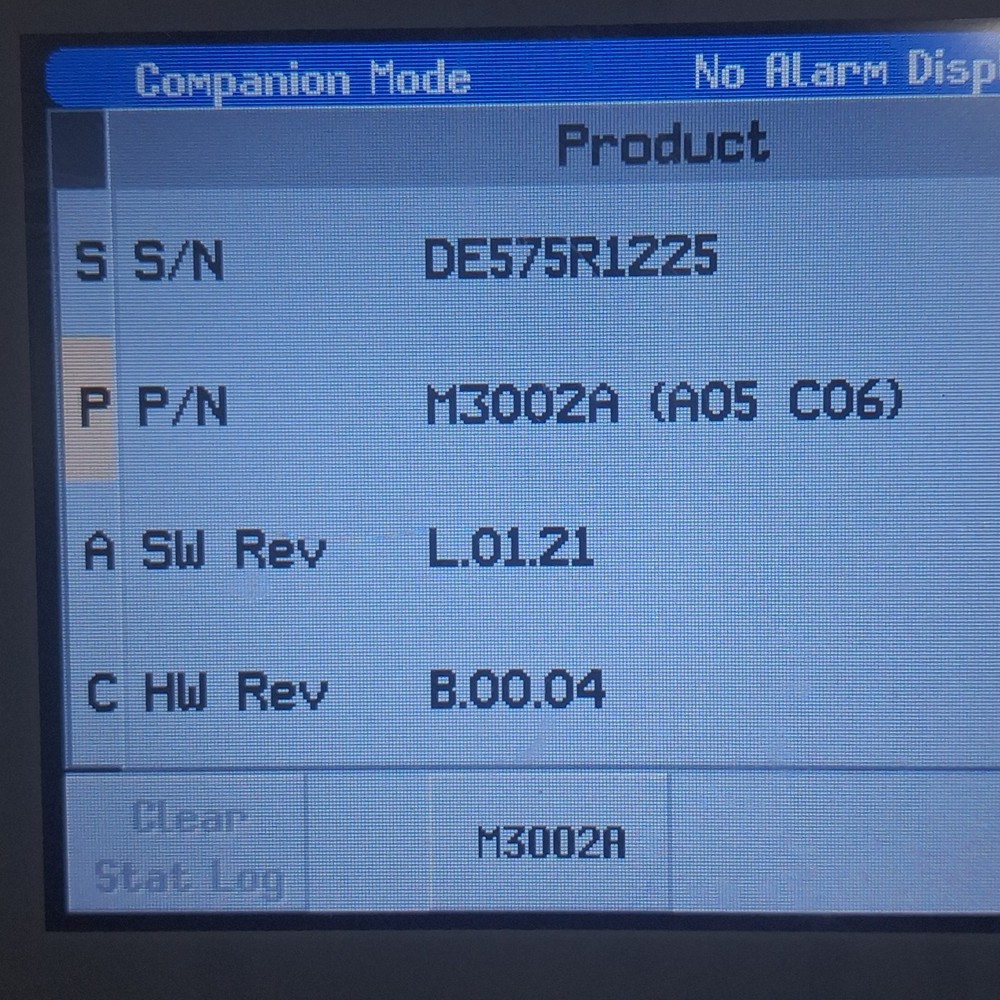 Companion Mode No Alarm Disp
Product
S S/N DE575R1225
P P/N M3002A (A05 C06)
A SW Rev L.01.21
C HW Rev B.00.04
Clear
Stat Log
M3002A